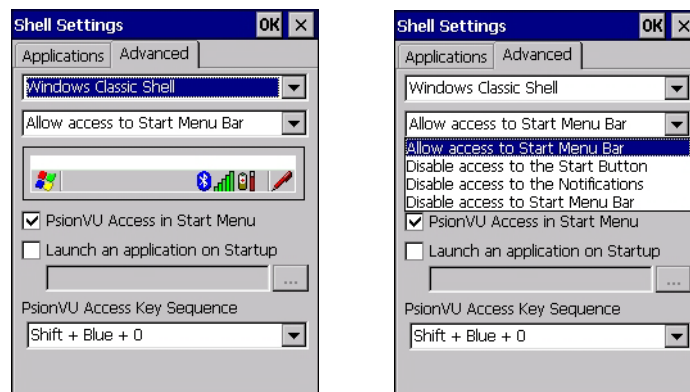 Shell Settings OK
Applications Advanced
Windows Classic Shell
Allow access to Start Menu Bar
PsionVU Access in Start Menu
Launch an application on Startup
...
PsionVU Access Key Sequence
Shift + Blue + 0
Shell Settings OK
Applications Advanced
Windows Classic Shell
Allow access to Start Menu Bar
Allow access to Start Menu Bar
Disable access to the Start Button
Disable access to the Notifications
Disable access to Start Menu Bar
PsionVU Access in Start Menu
Launch an application on Startup
...
PsionVU Access Key Sequence
Shift + Blue + 0